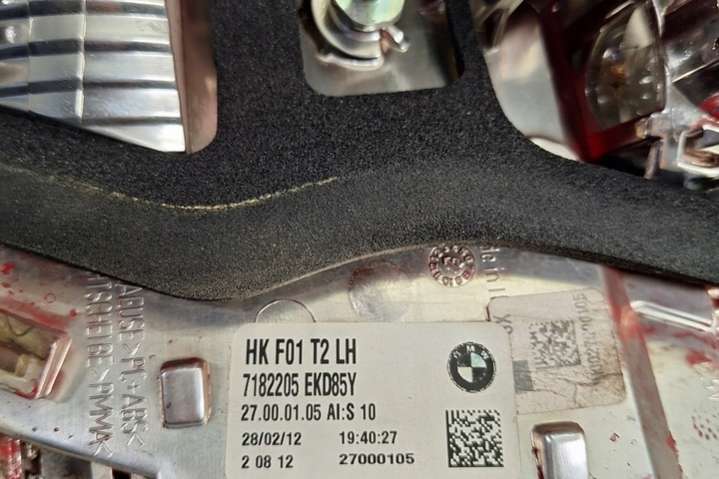 HK F01 T2 LH
7182205 EKD85Y
27.00.01.05 AI:S 10
28/02/12 19:40:27
2 08 12 27000105
BMW